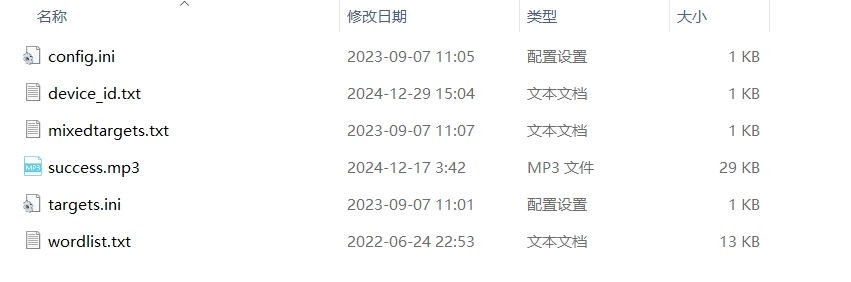 名称 修改日期 类型 大小
config.ini 2023-09-07 11:05 配置设置 1 KB
device_id.txt 2024-12-29 15:04 文本文档 1 KB
mixedtargets.txt 2023-09-07 11:07 文本文档 1 KB
MP3 success.mp3 2024-12-17 3:42 MP3 文件 29 KB
targets.ini 2023-09-07 11:01 配置设置 1 KB
wordlist.txt 2022-06-24 22:53 文本文档 13 KB